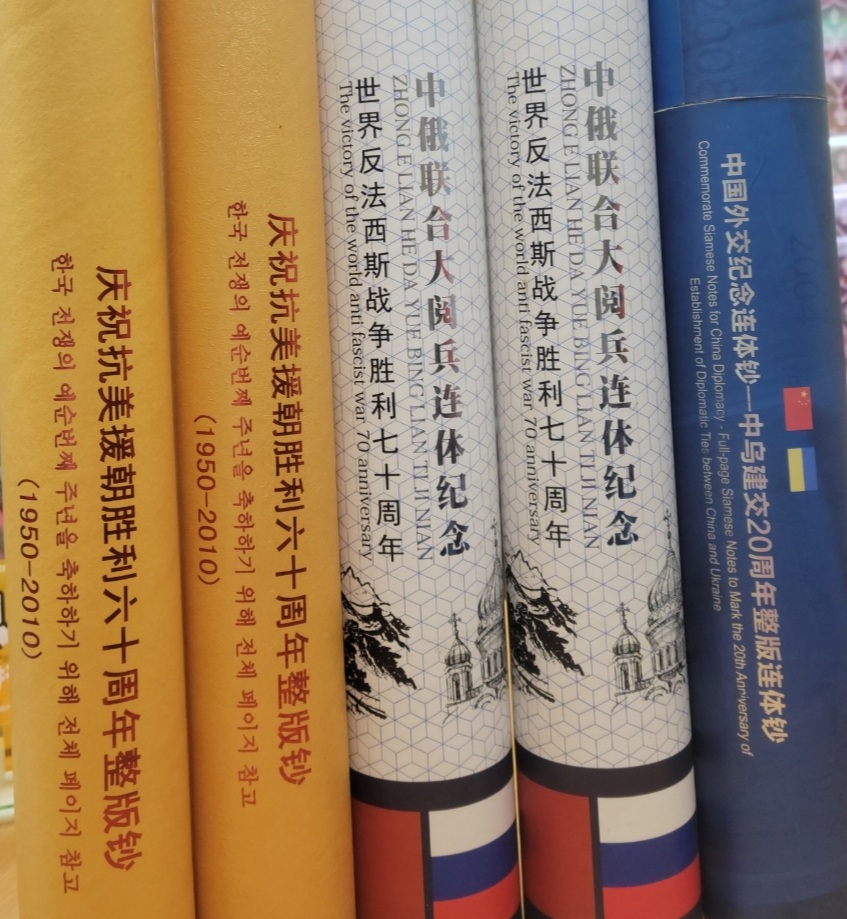 庆祝抗美援朝胜利六十周年整版钞
한국 전쟁의 예순번째 주년을 축하하기 위해 전체 페이지 참고
(1950-2010)
庆祝抗美援朝胜利六十周年整版钞
한국 전쟁의 예순번째 주년을 축하하기 위해 전체 페이지 참고
(1950-2010)
中俄联合大阅兵连体纪念
ZHONG E LIAN HE DA YUE BING LIAN TI JI NIAN
世界反法西斯战争胜利七十周年
The victory of the world anti fascist war 70 anniversary
中俄联合大阅兵连体纪念
ZHONG E LIAN HE DA YUE BING LIAN TI JI NIAN
世界反法西斯战争胜利七十周年
The victory of the world anti fascist war 70 anniversary
中国外交纪念连体钞—中乌建交20周年整版连体钞
Commemorate Siamese Notes for China Diplomacy - Full-page Siamese Notes to Mark the 20th Anniversary of
Establishment of Diplomatic Ties between China and Ukraine